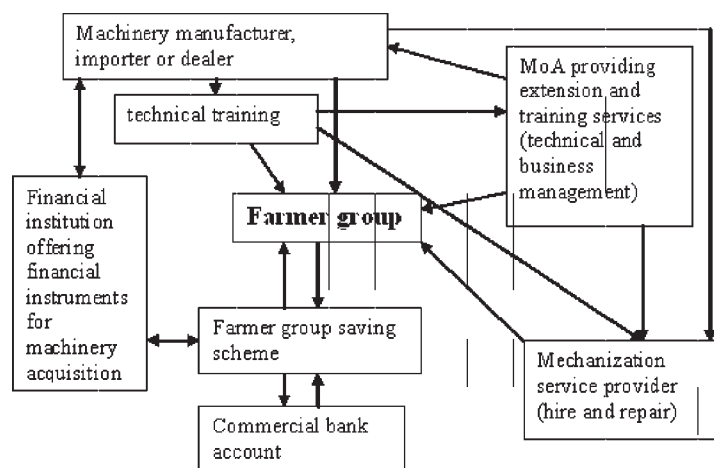 Machinery manufacturer,
importer or dealer
technical training
MoA providing
extension and
training services
(technical and
business
management)
Financial
institution
offering
financial
instruments
for
machinery
acquisition
Farmer group
Farmer group saving
scheme
Commercial bank
account
Mechanization
service provider
(hire and repair)